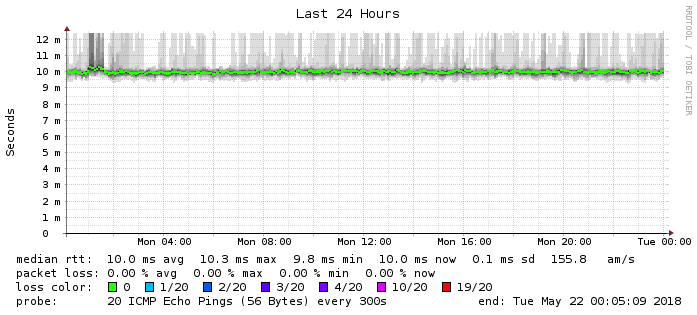 Last 24 Hours
RRDTOOL / TOBI OETIKER
Seconds
12 m
11 m
10 m
9 m
8 m
7 m
6 m
5 m
4 m
3 m
2 m
1 m
0
Mon 04:00 Mon 08:00 Mon 12:00 Mon 16:00 Mon 20:00 Tue 00:00
median rtt: 10.0 ms avg 10.3 ms max 9.8 ms min 10.0 ms now 0.1 ms sd 155.8 am/s
packet loss: 0.00 % avg 0.00 % max 0.00 % min 0.00 % now
loss color: 0 1/20 2/20 3/20 4/20 10/20 19/20
probe: 20 ICMP Echo Pings (56 Bytes) every 300s end: Tue May 22 00:05:09 2018